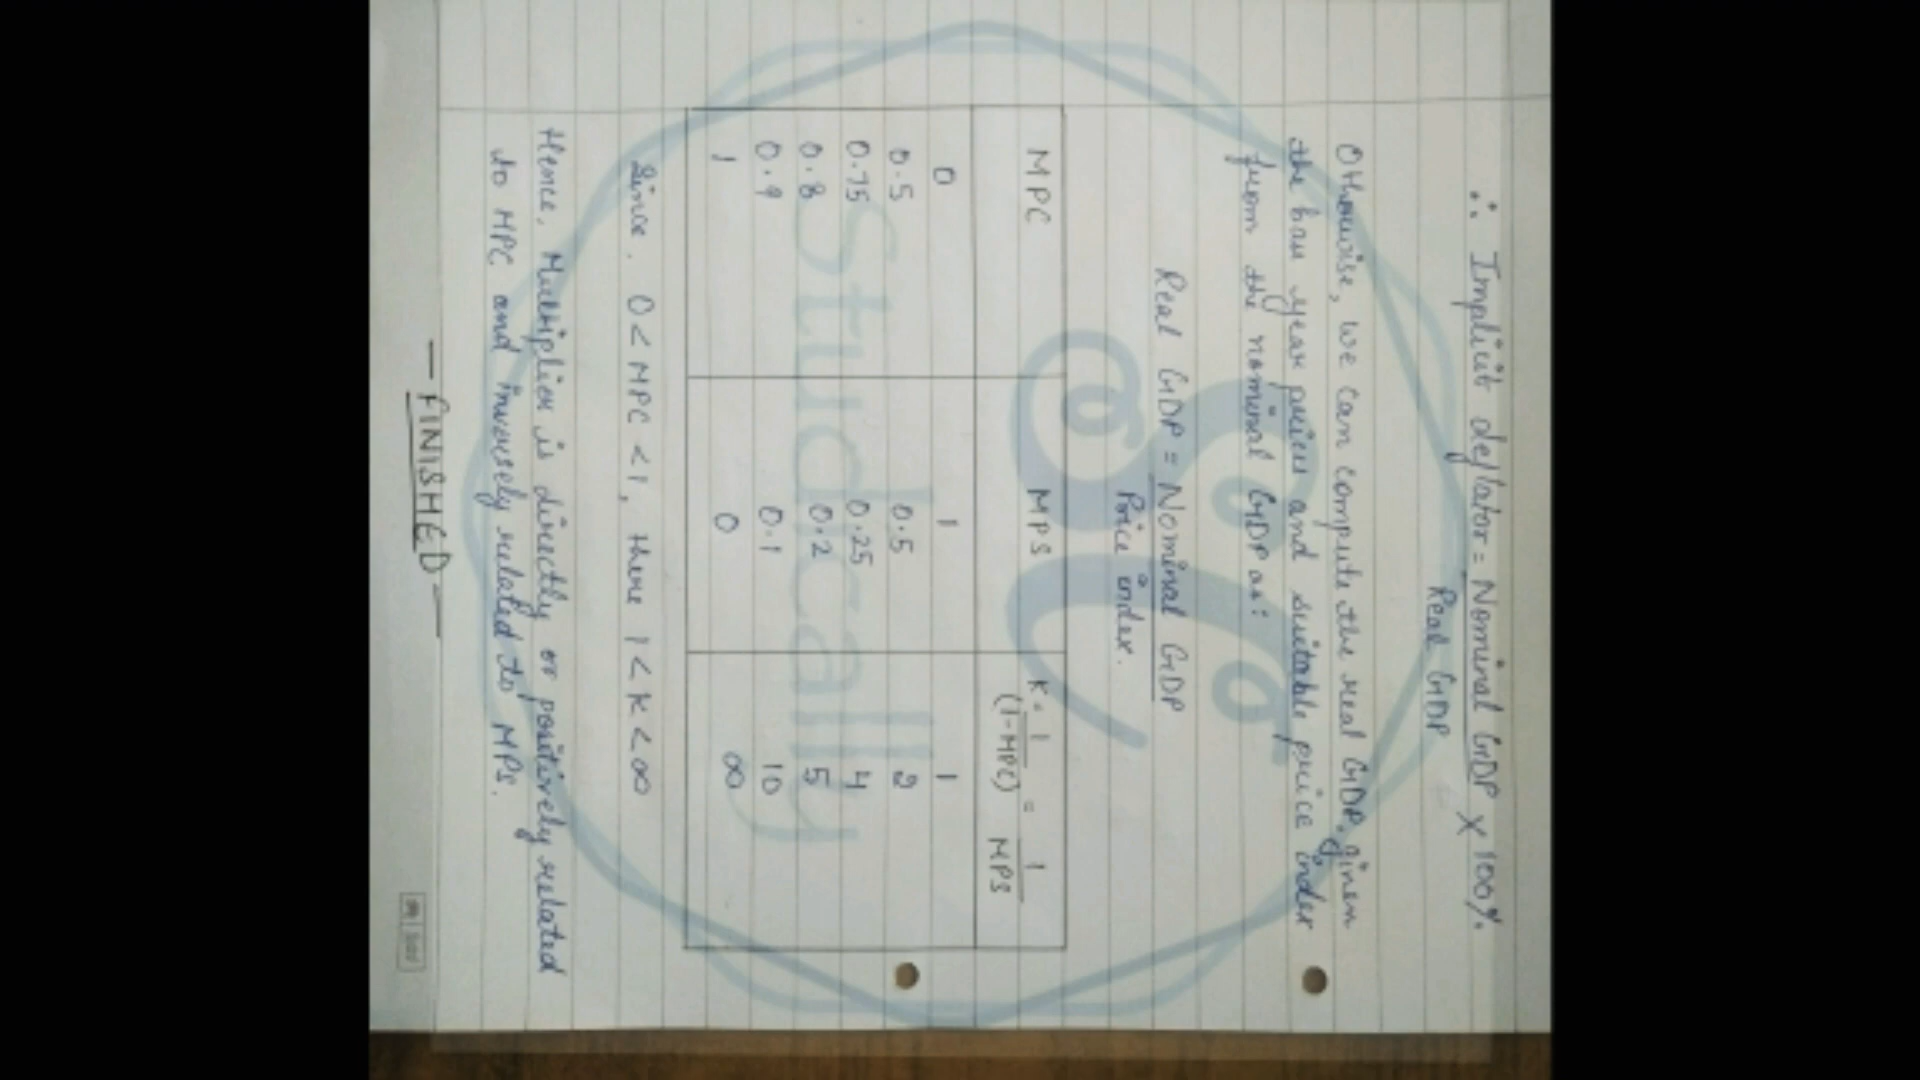 ∴ Implicit deflator = Nominal GDP X 100%.
Real GDP
Otherwise, we can compute the real GDP, given
the base year prices and suitable price index
from the nominal GDP as:
Real GDP = Nominal GDP
Price index.
MPC MPS K = 1/(1-MPC) = 1/MPS
0 1 1
0.5 0.5 2
0.75 0.25 4
0.8 0.2 5
0.9 0.1 10
1 0 ∞
Since, 0 < MPC < 1, there 1 < K < ∞
Hence, Multiplier is directly or positively related
to MPC and inversely related to MPS.
— FINISHED —
Studically